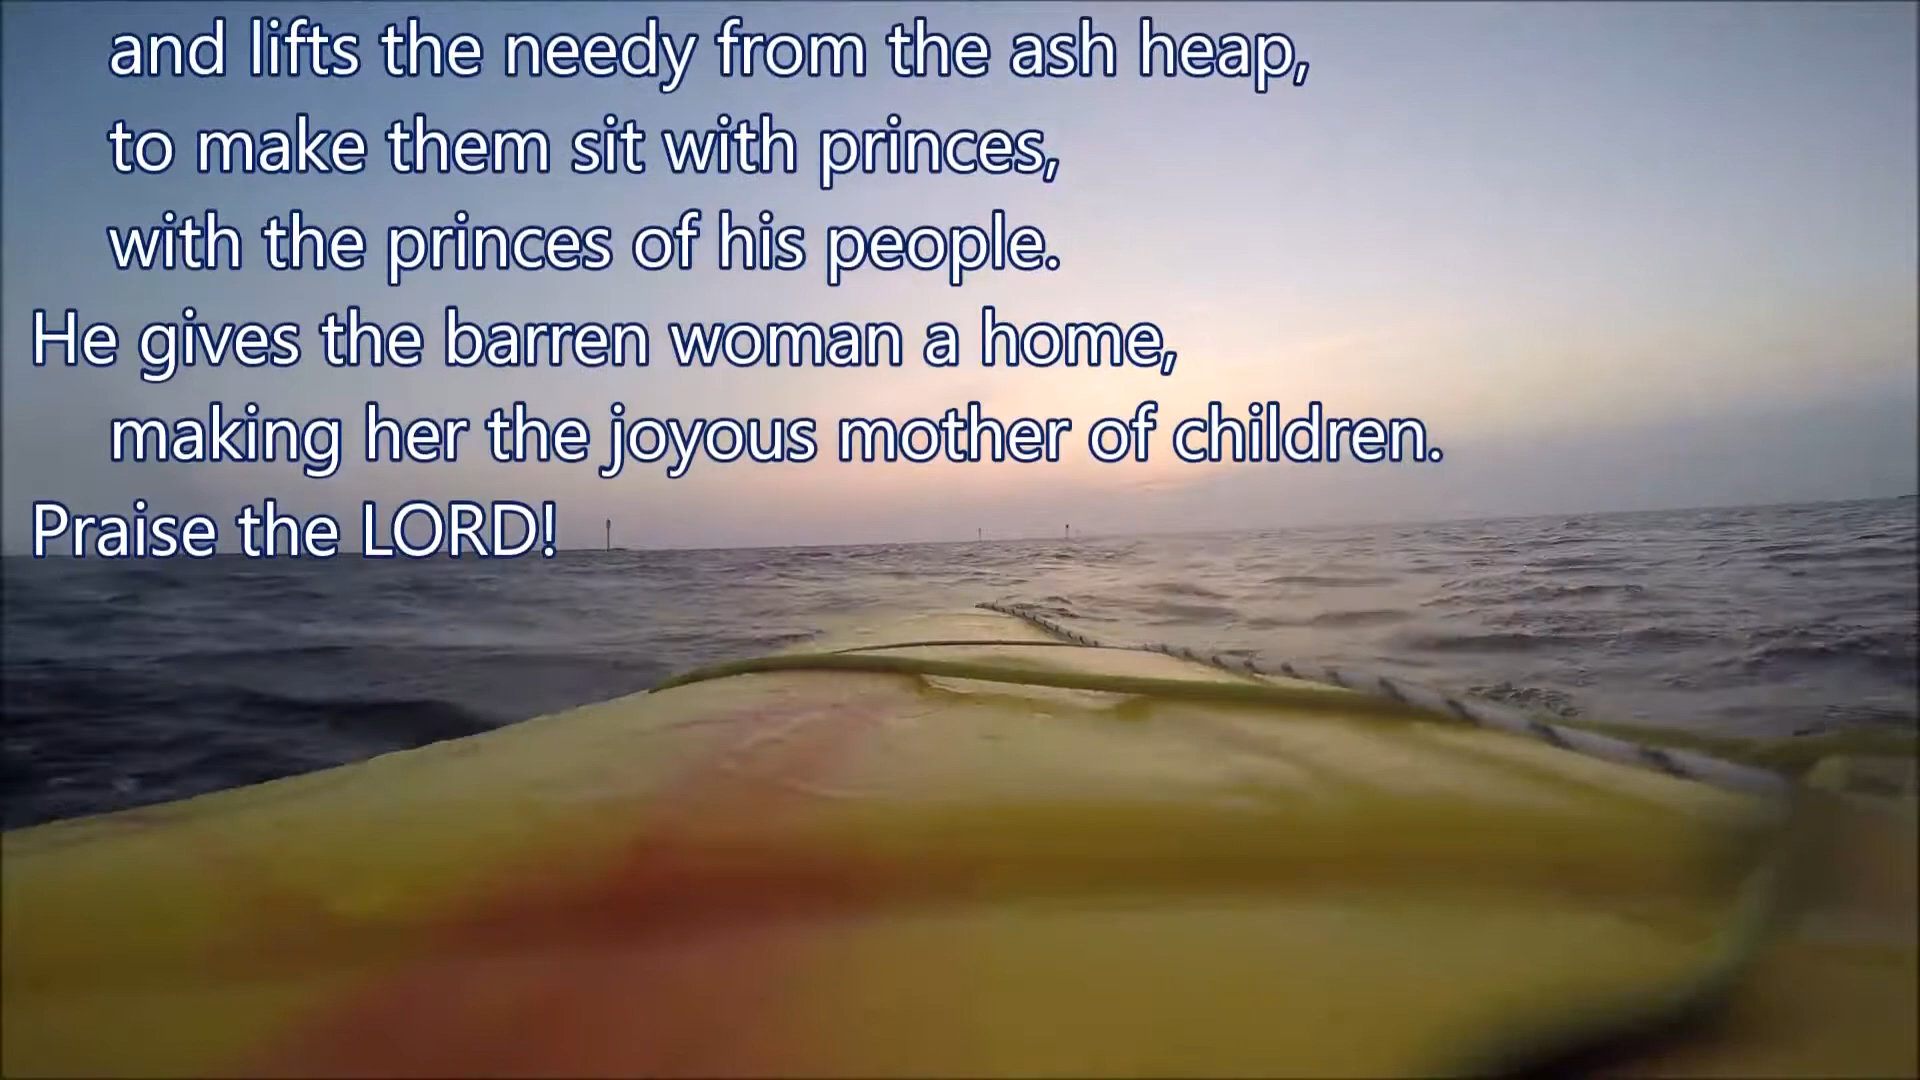 and lifts the needy from the ash heap,
to make them sit with princes,
with the princes of his people.
He gives the barren woman a home,
making her the joyous mother of children.
Praise the LORD!